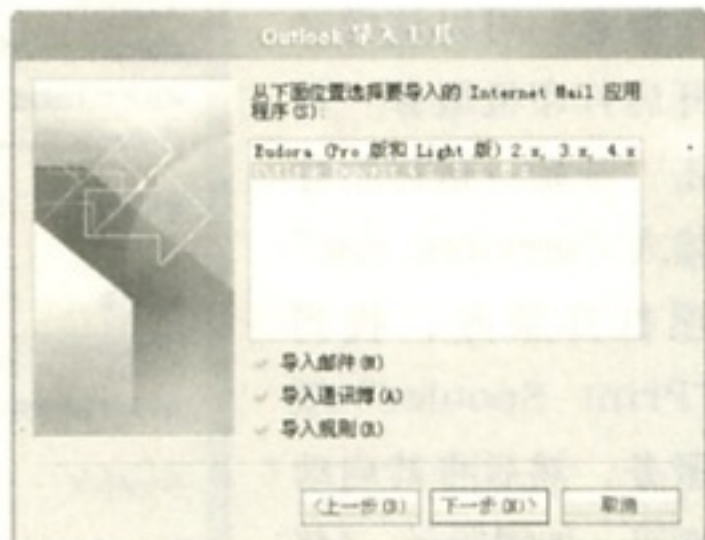 Outlook 导入工具
从下面位置选择要导入的 Internet Mail 应用
程序(S):
Eudora (Pro 版和 Light 版) 2.x, 3.x, 4.x
导入邮件(M)
导入通讯簿(A)
导入规则(R)
<上一步(B)
下一步(N)>
取消
Print Spooler